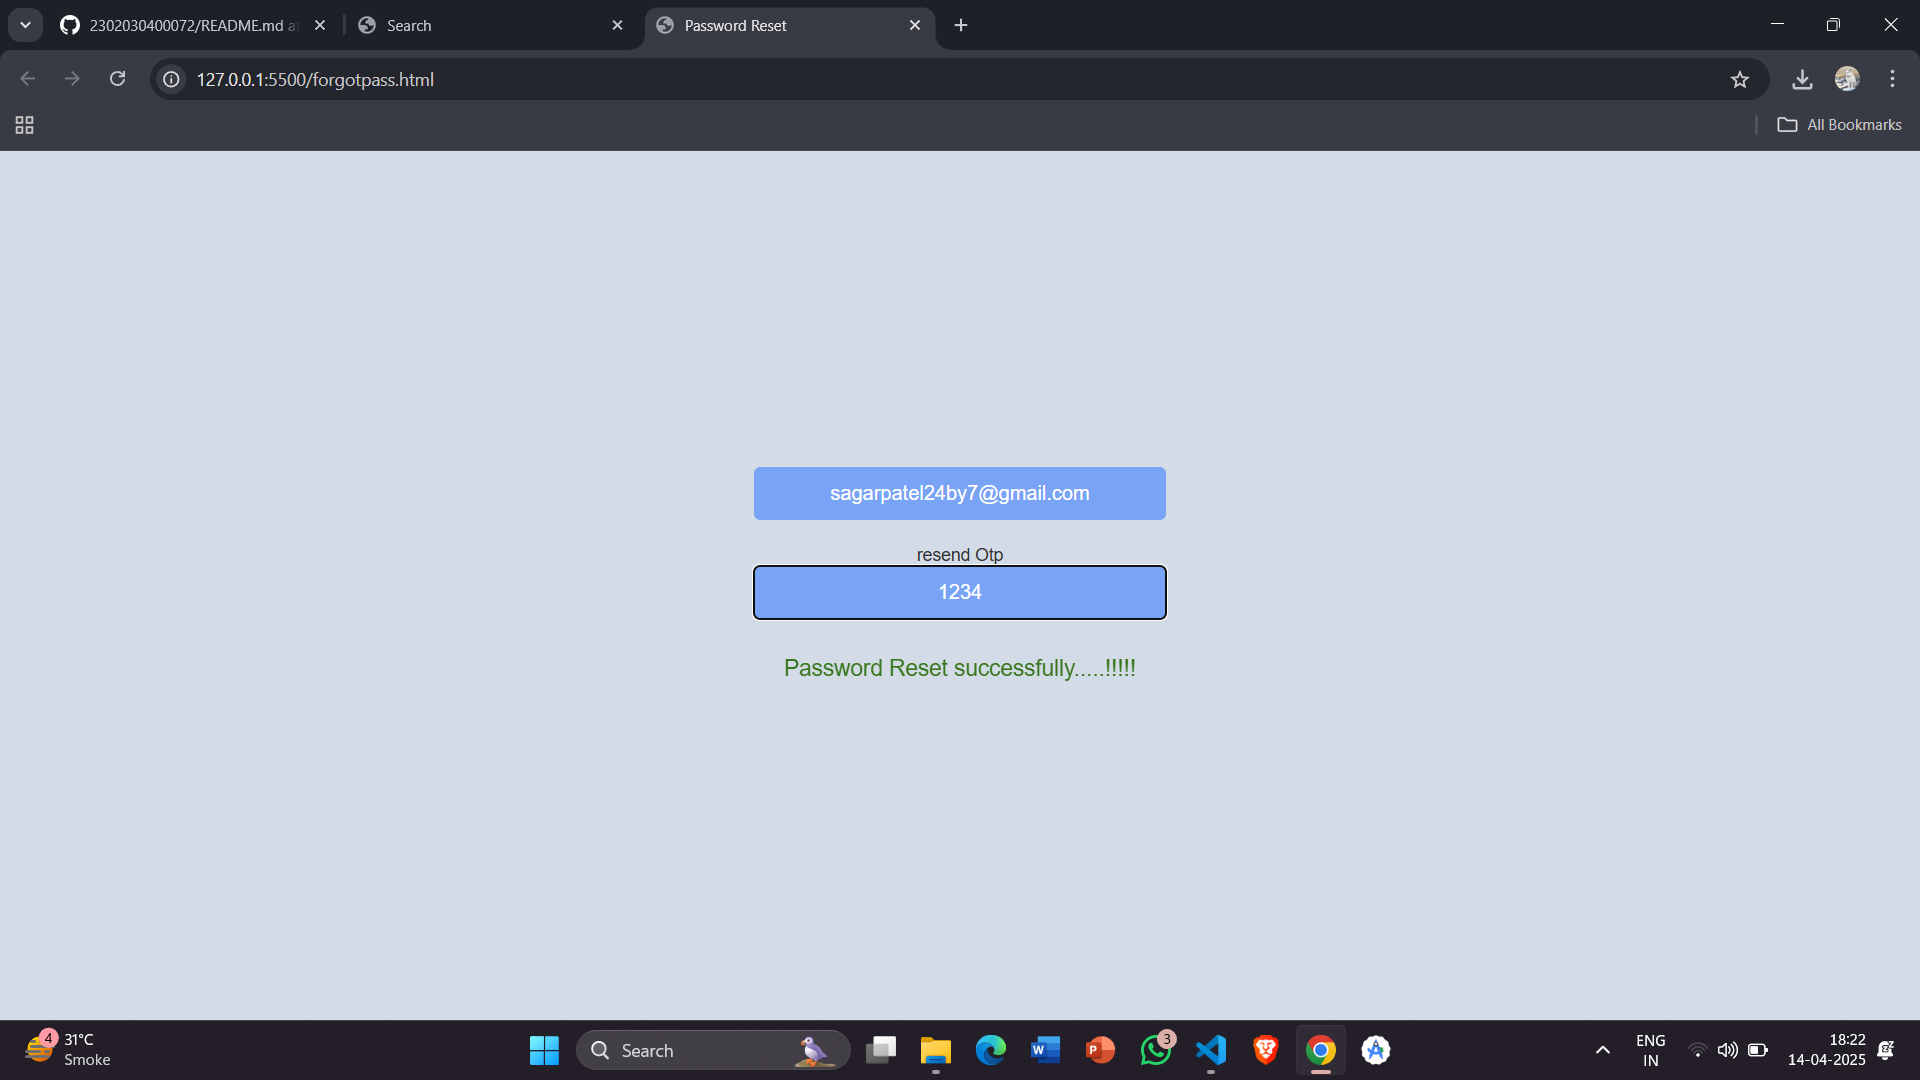 2302030400072/README.md a
Search
Password Reset
127.0.0.1:5500/forgotpass.html
All Bookmarks
sagarpatel24by7@gmail.com
resend Otp
1234
Password Reset successfully.....!!!!!
4
31°C
Smoke
Search
W
P
3
ENG
IN
18:22
14-04-2025